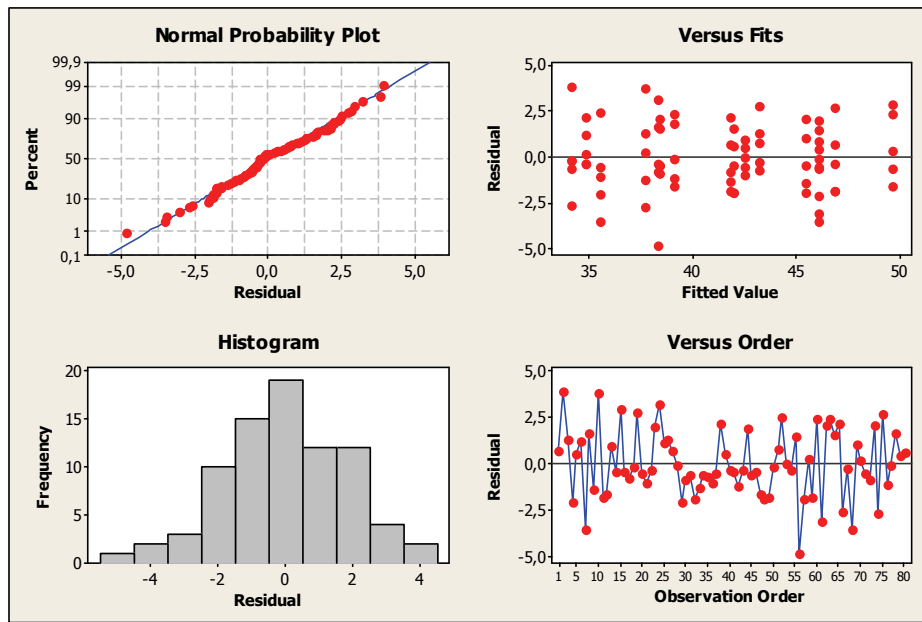 Normal Probability Plot
99,9
99
90
50
10
1
0,1
Percent
-5,0 -2,5 0,0 2,5 5,0
Residual
Versus Fits
5,0
2,5
0,0
-2,5
-5,0
Residual
35 40 45 50
Fitted Value
Histogram
20
15
10
5
0
Frequency
-4 -2 0 2 4
Residual
Versus Order
5,0
2,5
0,0
-2,5
-5,0
Residual
1 5 10 15 20 25 30 35 40 45 50 55 60 65 70 75 80
Observation Order